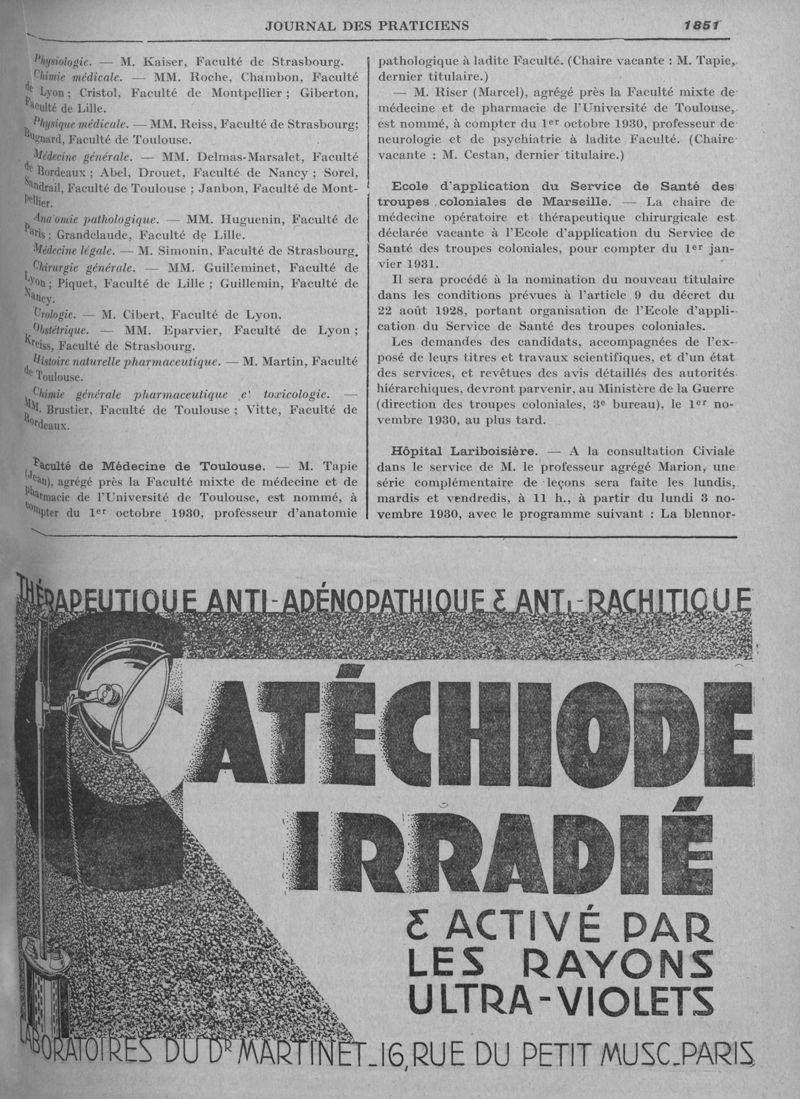 JOURNAL DES PRATICIENS
1851
Physiologie. — M. Kaiser, Faculté de Strasbourg.
Chimie médicale. — MM. Roche, Chambon, Faculté
de Lyon ; Cristol, Faculté de Montpellier ; Giberton,
Faculté de Lille.
Physique médicale. — MM. Reiss, Faculté de Strasbourg;
Bugnard, Faculté de Toulouse.
Médecine générale. — MM. Delmas-Marsalet, Faculté
de Bordeaux ; Abel, Drouet, Faculté de Nancy ; Sorel,
Sandrail, Faculté de Toulouse ; Janbon, Faculté de Mont-
pellier.
Anatomie pathologique. — MM. Huguenin, Faculté de
Paris ; Grandclaude, Faculté de Lille.
Médecine légale. — M. Simonin, Faculté de Strasbourg.
Chirurgie générale. — MM. Guilleminet, Faculté de
Lyon ; Piquet, Faculté de Lille ; Guillemin, Faculté de
Nancy.
Urologie. — M. Cibert, Faculté de Lyon.
Obstétrique. — MM. Eparvier, Faculté de Lyon ;
Kreiss, Faculté de Strasbourg.
Histoire naturelle pharmaceutique. — M. Martin, Faculté
de Toulouse.
Chimie générale pharmaceutique et toxicologie. —
MM. Brustier, Faculté de Toulouse ; Vitte, Faculté de
Bordeaux.
Faculté de Médecine de Toulouse. — M. Tapie
(Jean), agrégé près la Faculté mixte de médecine et de
pharmacie de l'Université de Toulouse, est nommé, à
compter du 1er octobre 1930, professeur d'anatomie
pathologique à ladite Faculté. (Chaire vacante : M. Tapie,
dernier titulaire.)
— M. Riser (Marcel), agrégé près la Faculté mixte de
médecine et de pharmacie de l'Université de Toulouse,
est nommé, à compter du 1er octobre 1930, professeur de
neurologie et de psychiatrie à ladite Faculté. (Chaire
vacante : M. Cestan, dernier titulaire.)
Ecole d'application du Service de Santé des
troupes coloniales de Marseille. — La chaire de
médecine opératoire et thérapeutique chirurgicale est
déclarée vacante à l'Ecole d'application du Service de
Santé des troupes coloniales, pour compter du 1er jan-
vier 1931.
Il sera procédé à la nomination du nouveau titulaire
dans les conditions prévues à l'article 9 du décret du
22 août 1928, portant organisation de l'Ecole d'appli-
cation du Service de Santé des troupes coloniales.
Les demandes des candidats, accompagnées de l'ex-
posé de leurs titres et travaux scientifiques, et d'un état
des services, et revêtues des avis détaillés des autorités
hiérarchiques, devront parvenir, au Ministère de la Guerre
(direction des troupes coloniales, 3e bureau), le 1er no-
vembre 1930, au plus tard.
Hôpital Lariboisière. — A la consultation Civiale
dans le service de M. le professeur agrégé Marion, une
série complémentaire de leçons sera faite les lundis,
mardis et vendredis, à 11 h., à partir du lundi 3 no-
vembre 1930, avec le programme suivant : La blennor-
THÉRAPEUTIQUE ANTI-ADÉNOPATHIQUE & ANTI-RACHITIQUE
CATÉCHIODE
IRRADIÉ
& ACTIVÉ PAR
LES RAYONS
ULTRA-VIOLETS
LABORATOIRES DU Dr MARTINET_16, RUE DU PETIT MUSC_PARIS